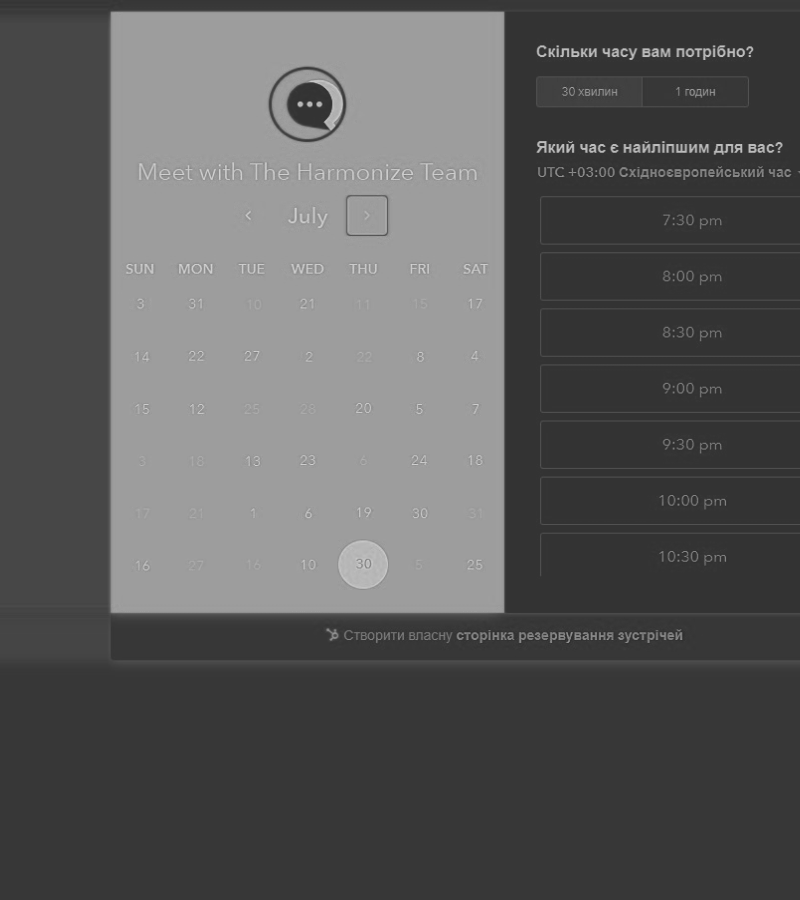 Meet with The Harmonize Team
July
SUN MON TUE WED THU FRI SAT
3 31 10 21 11 15 17
14 22 27 2 22 8 4
15 12 25 28 20 5 7
3 18 13 23 6 24 18
17 21 1 6 19 30 31
16 27 16 10 30 5 25
Скільки часу вам потрібно?
30 хвилин 1 годин
Який час є найліпшим для вас?
UTC +03:00 Східноєвропейський час
7:30 pm
8:00 pm
8:30 pm
9:00 pm
9:30 pm
10:00 pm
10:30 pm
Створити власну сторінка резервування зустрічей